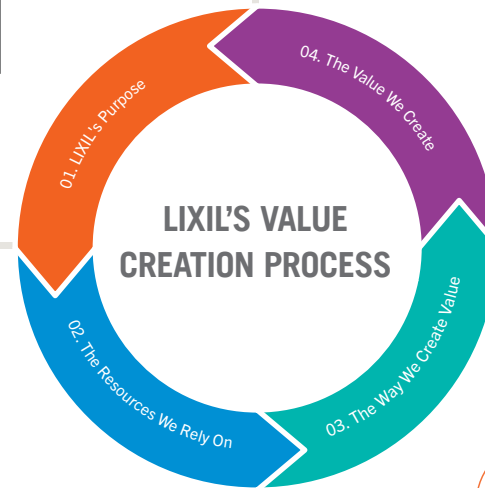 LIXIL'S VALUE
CREATION PROCESS
01. LIXIL's Purpose
02. The Resources We Rely On
03. The Way We Create Value
04. The Value We Create